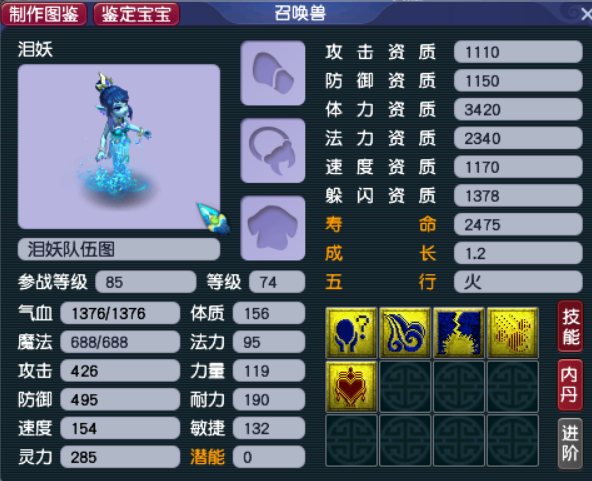 制作图鉴 鉴定宝宝 召唤兽
泪妖
泪妖队伍图
参战等级 85 等级 74
气血 1376/1376 体质 156
魔法 688/688 法力 95
攻击 426 力量 119
防御 495 耐力 190
速度 154 敏捷 132
灵力 285 潜能 0
攻击资质 1110
防御资质 1150
体力资质 3420
法力资质 2340
速度资质 1170
躲闪资质 1378
寿命 2475
成长 1.2
五行 火
技能
内丹
进阶